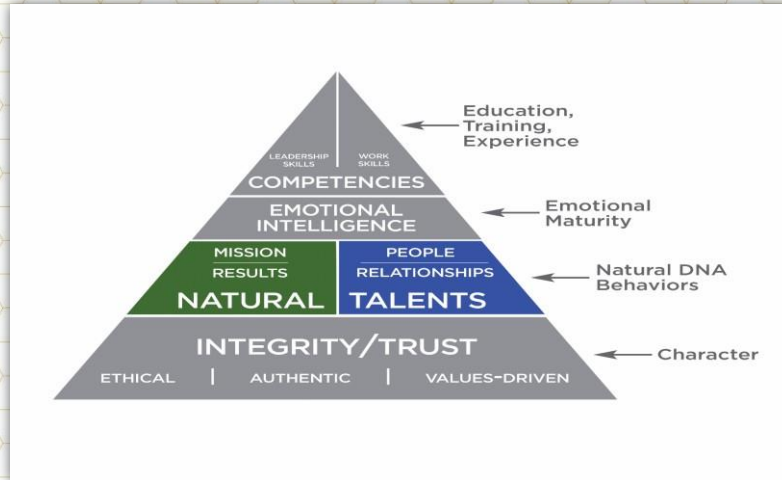 LEADERSHIP SKILLS
WORK SKILLS
COMPETENCIES
Education,
Training,
Experience
EMOTIONAL
INTELLIGENCE
Emotional
Maturity
MISSION
RESULTS
PEOPLE
RELATIONSHIPS
NATURAL TALENTS
Natural DNA
Behaviors
INTEGRITY/TRUST
ETHICAL | AUTHENTIC | VALUES-DRIVEN
Character